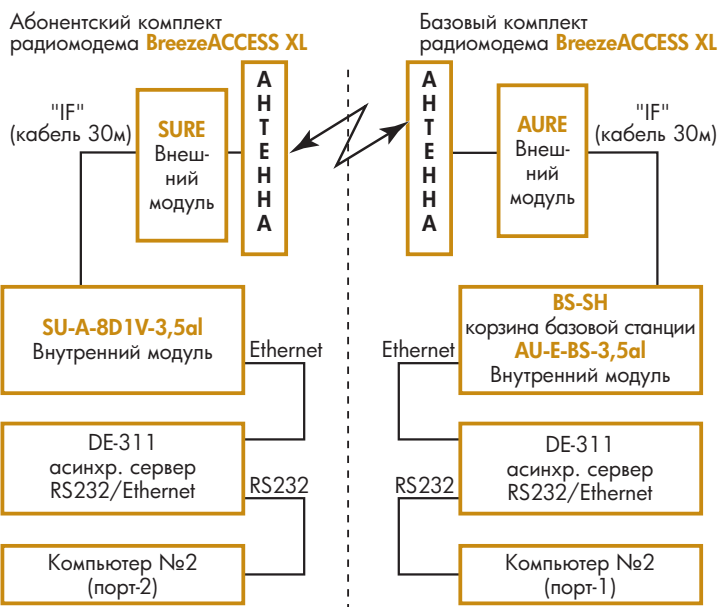 Абонентский комплект
радиомодема BreezeACCESS XL
"IF"
(кабель 30м)
SURE
Внеш-
ний
модуль
АНТЕННА
SU-A-8D1V-3,5al
Внутренний модуль
Ethernet
DE-311
асинхр. сервер
RS232/Ethernet
RS232
Компьютер №2
(порт-2)
Базовый комплект
радиомодема BreezeACCESS XL
АНТЕННА
AURE
Внеш-
ний
модуль
"IF"
(кабель 30м)
BS-SH
корзина базовой станции
AU-E-BS-3,5al
Внутренний модуль
Ethernet
DE-311
асинхр. сервер
RS232/Ethernet
RS232
Компьютер №2
(порт-1)